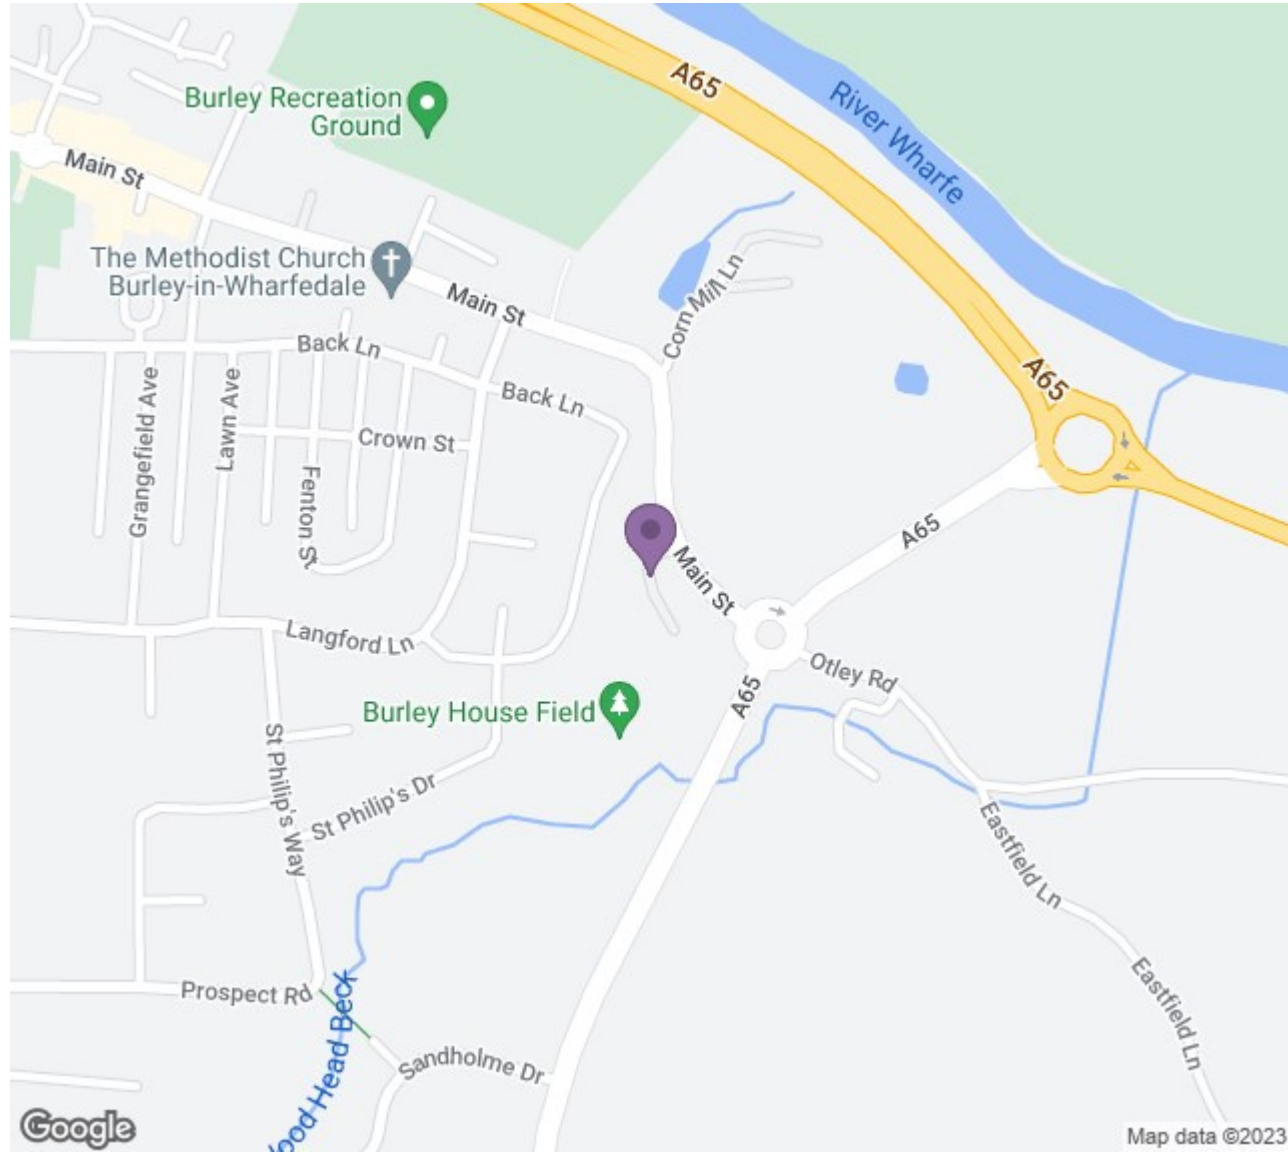 A65
River Wharfe
Burley Recreation
Ground
Main St
The Methodist Church
Burley-in-Wharfedale
Main St
Corn Mill Ln
Back Ln
A65
Back Ln
Grangefield Ave
Lawn Ave
Crown St
Fenton St
A65
Main St
Langford Ln
Otley Rd
A65
Burley House Field
St Philip's Way
St Philip's Dr
Eastfield Ln
Prospect Rd
Eastfield Ln
ood Head Beck
Sandholme Dr
Google
Map data ©2023